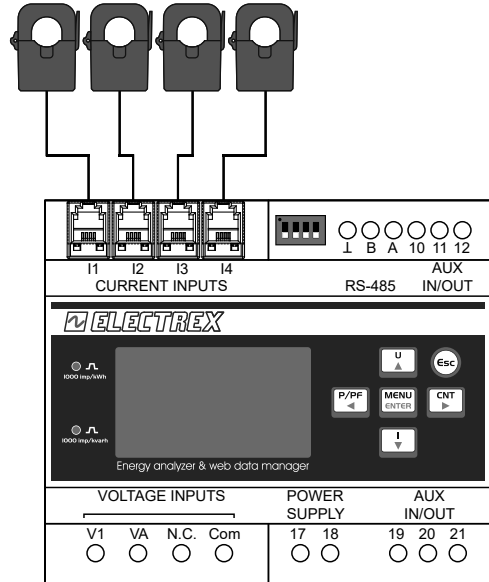 ⊥ B A 10 11 12
I1 I2 I3 I4
AUX
CURRENT INPUTS RS-485 IN/OUT
ELECTREX
U
Esc
1000 imp/kWh
P/PF MENU CNT
ENTER
I
1000 imp/kvarh
Energy analyzer & web data manager
VOLTAGE INPUTS POWER AUX
SUPPLY IN/OUT
V1 VA N.C. Com 17 18 19 20 21